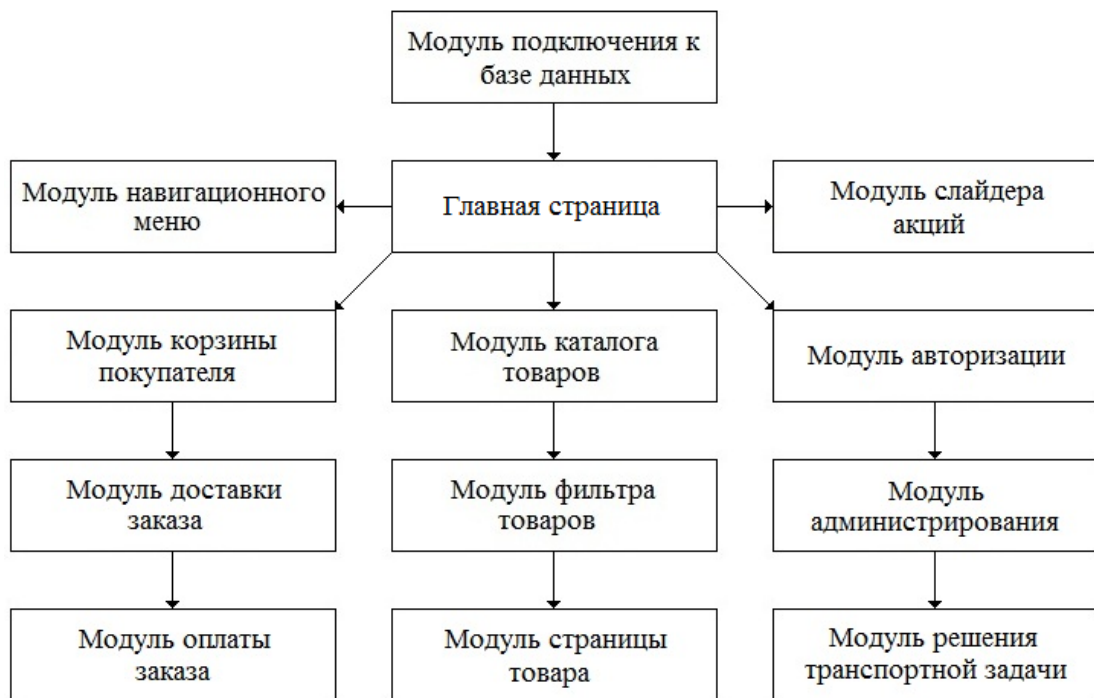 Модуль подключения к
базе данных
Модуль навигационного
меню
Главная страница
Модуль слайдера
акций
Модуль корзины
покупателя
Модуль каталога
товаров
Модуль авторизации
Модуль доставки
заказа
Модуль фильтра
товаров
Модуль
администрирования
Модуль оплаты
заказа
Модуль страницы
товара
Модуль решения
транспортной задачи